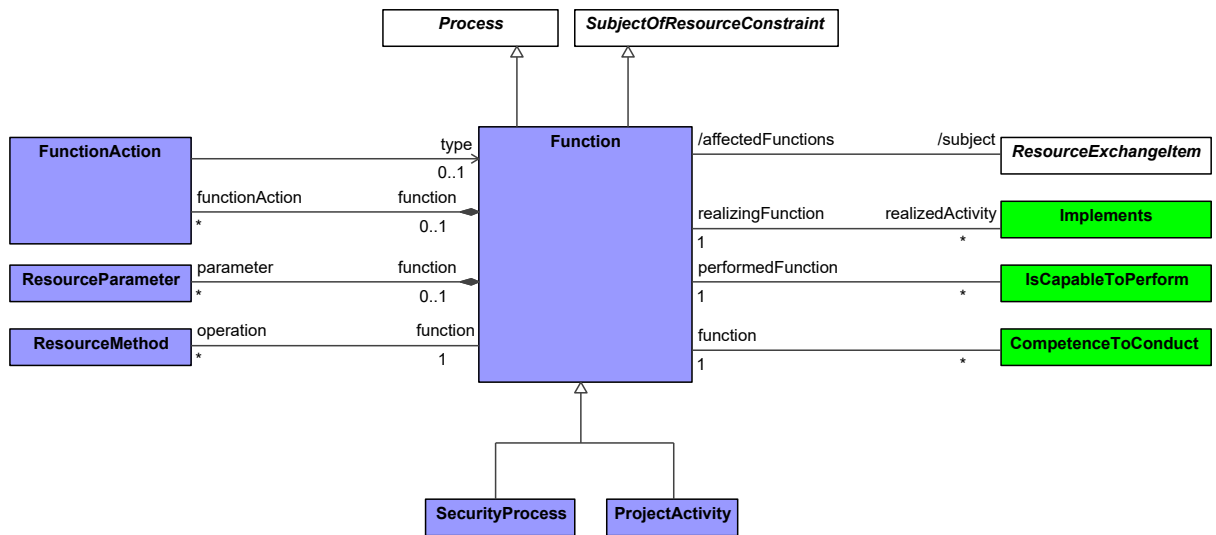 Process
SubjectOfResourceConstraint
FunctionAction
type
0..1
functionAction
function
*
0..1
Function
/affectedFunctions
/subject
ResourceExchangeItem
realizingFunction
realizedActivity
1
*
Implements
ResourceParameter
parameter
function
*
0..1
performedFunction
1
*
IsCapableToPerform
ResourceMethod
operation
function
*
1
function
1
*
CompetenceToConduct
SecurityProcess
ProjectActivity